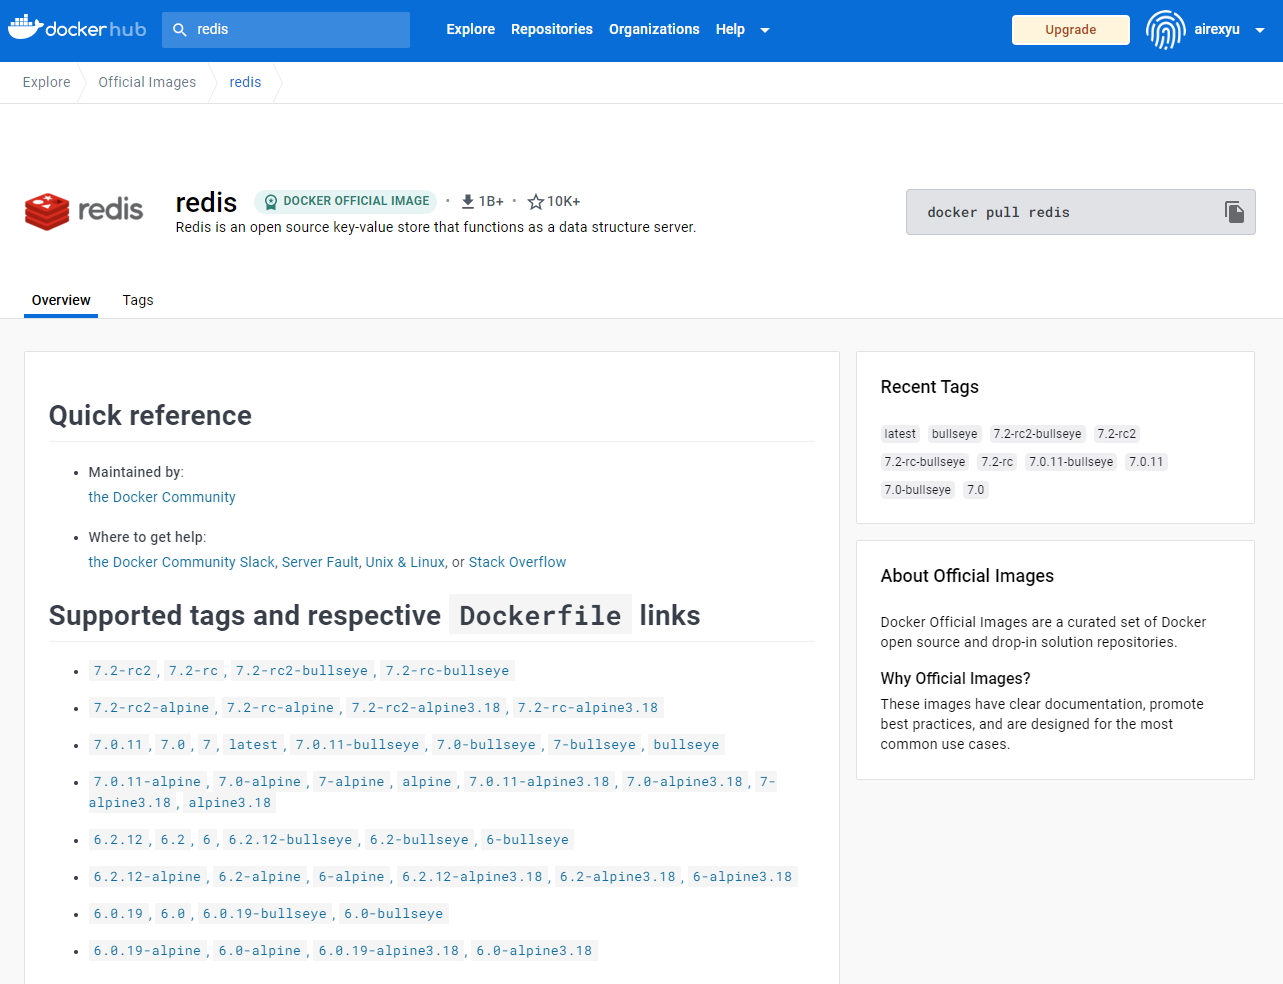 docker hub redis Explore Repositories Organizations Help Upgrade airexyu
Explore Official Images redis
redis redis DOCKER OFFICIAL IMAGE • 1B+ • 10K+
Redis is an open source key-value store that functions as a data structure server.
docker pull redis
Overview Tags
Quick reference
• Maintained by:
the Docker Community
• Where to get help:
the Docker Community Slack, Server Fault, Unix & Linux, or Stack Overflow
Supported tags and respective Dockerfile links
• 7.2-rc2, 7.2-rc, 7.2-rc2-bullseye, 7.2-rc-bullseye
• 7.2-rc2-alpine, 7.2-rc-alpine, 7.2-rc2-alpine3.18, 7.2-rc-alpine3.18
• 7.0.11, 7.0, 7, latest, 7.0.11-bullseye, 7.0-bullseye, 7-bullseye, bullseye
• 7.0.11-alpine, 7.0-alpine, 7-alpine, alpine, 7.0.11-alpine3.18, 7.0-alpine3.18, 7-
alpine3.18, alpine3.18
• 6.2.12, 6.2, 6, 6.2.12-bullseye, 6.2-bullseye, 6-bullseye
• 6.2.12-alpine, 6.2-alpine, 6-alpine, 6.2.12-alpine3.18, 6.2-alpine3.18, 6-alpine3.18
• 6.0.19, 6.0, 6.0.19-bullseye, 6.0-bullseye
• 6.0.19-alpine, 6.0-alpine, 6.0.19-alpine3.18, 6.0-alpine3.18
Recent Tags
latest bullseye 7.2-rc2-bullseye 7.2-rc2
7.2-rc-bullseye 7.2-rc 7.0.11-bullseye 7.0.11
7.0-bullseye 7.0
About Official Images
Docker Official Images are a curated set of Docker
open source and drop-in solution repositories.
Why Official Images?
These images have clear documentation, promote
best practices, and are designed for the most
common use cases.